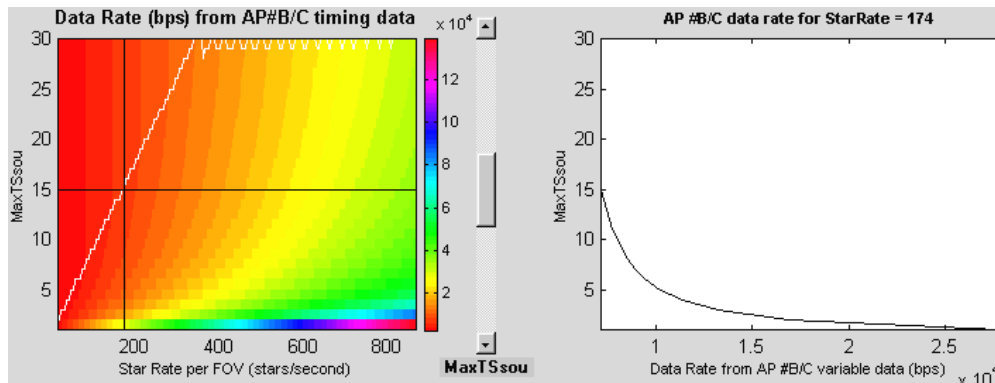 Data Rate (bps) from AP#B/C timing data
x 10⁴
30
25
20
15
10
5
MaxTSsou
200 400 600 800
Star Rate per FOV (stars/second)
12
10
8
6
4
2
MaxTSsou
AP #B/C data rate for StarRate = 174
30
25
20
15
10
5
MaxTSsou
1 1.5 2 2.5
Data Rate from AP #B/C variable data (bps)